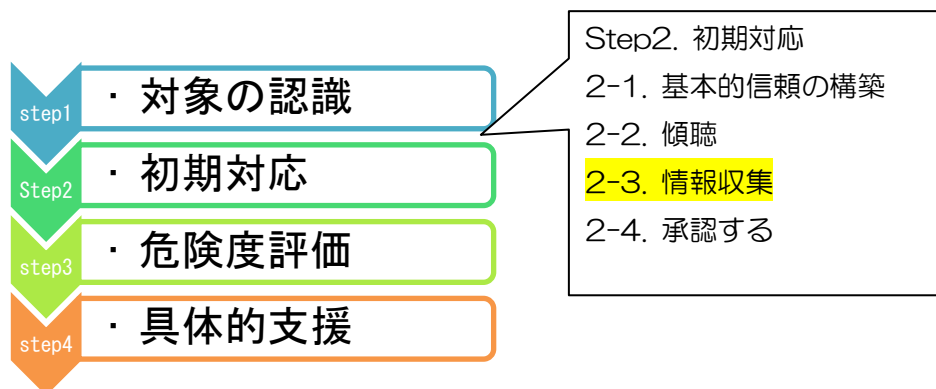 step1
・対象の認識
Step2
・初期対応
step3
・危険度評価
step4
・具体的支援
Step2. 初期対応
2-1. 基本的信頼の構築
2-2. 傾聴
2-3. 情報収集
2-4. 承認する